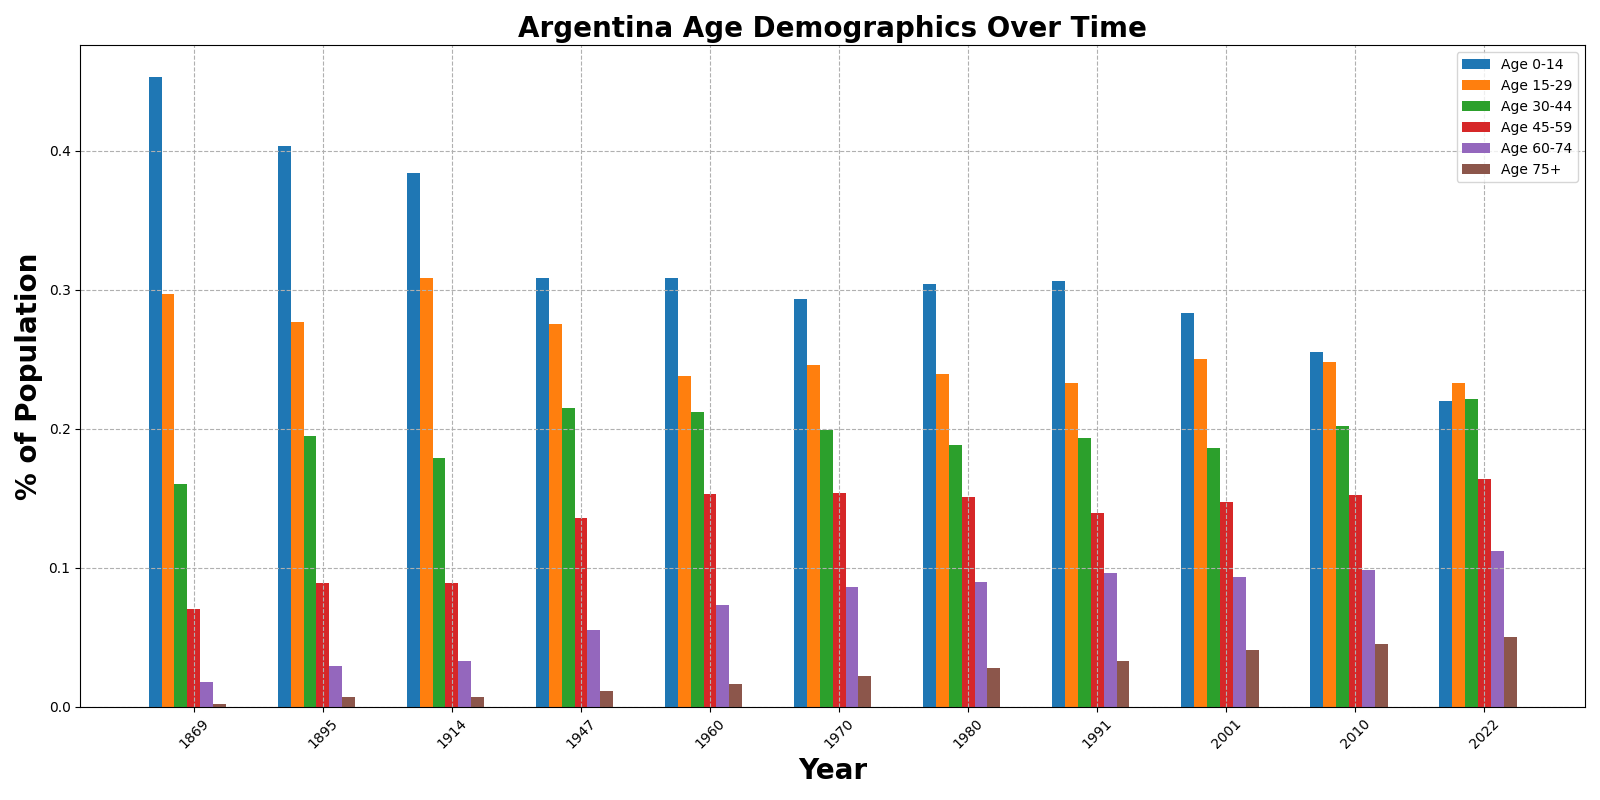 Argentina Age Demographics Over Time
Age 0-14
Age 15-29
Age 30-44
Age 45-59
Age 60-74
Age 75+
% of Population
0.4
0.3
0.2
0.1
0.0
1869
1895
1914
1947
1960
1970
1980
1991
2001
2010
2022
Year